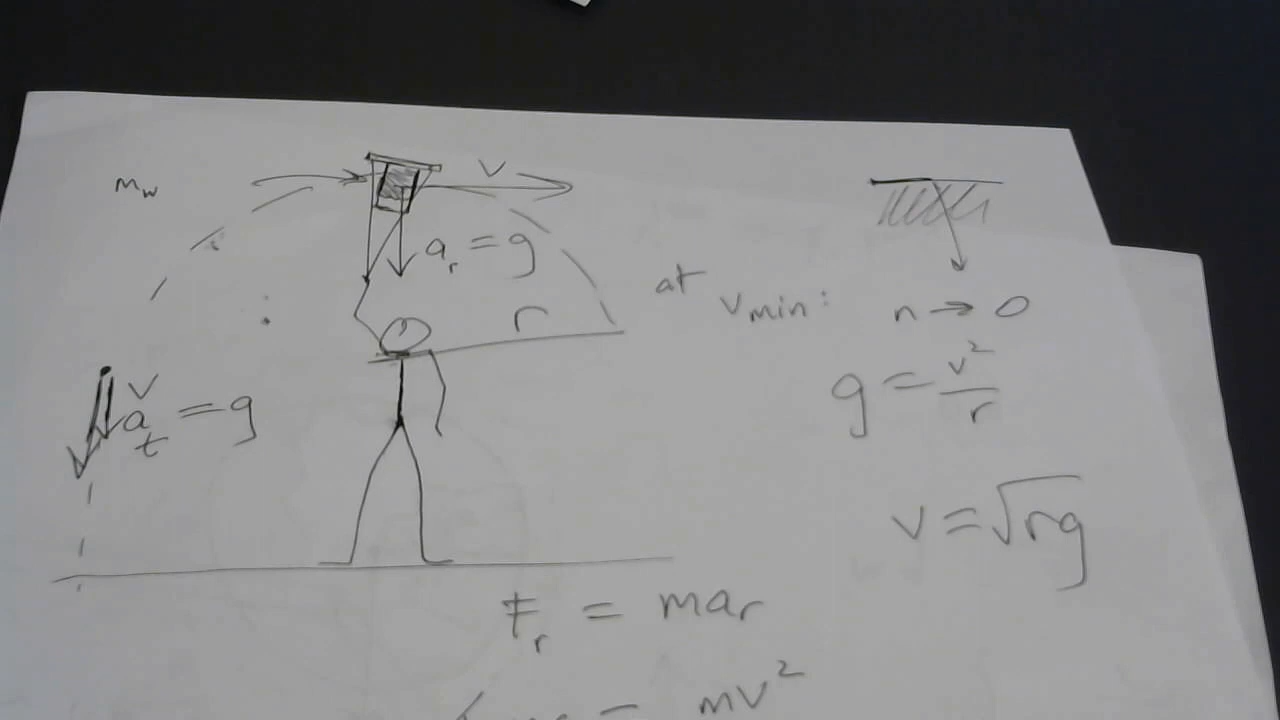 m_w
v
a_r = g
r
at v_min:
n → 0
g = v²/r
v
a_t = g
v = √rg
F_r = ma_r
= mv²